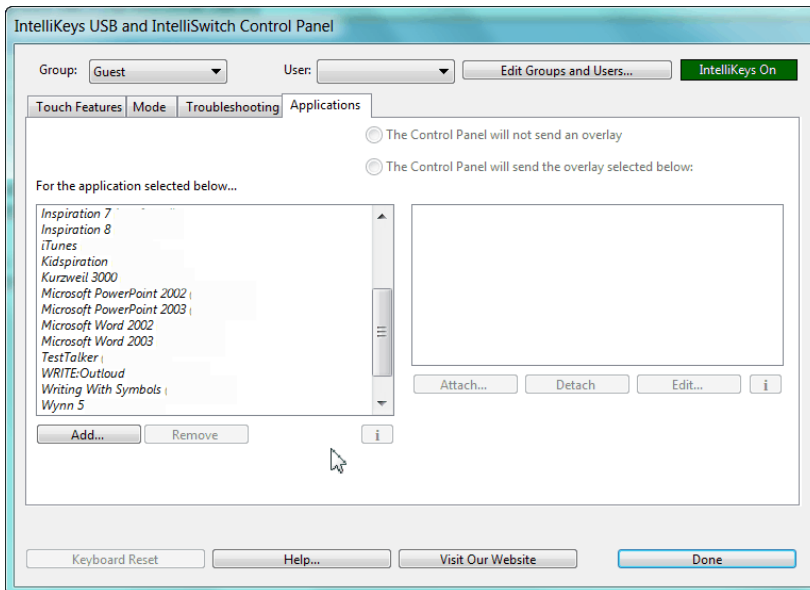 IntelliKeys USB and IntelliSwitch Control Panel
Group: Guest User: Edit Groups and Users... IntelliKeys On
Touch Features Mode Troubleshooting Applications
The Control Panel will not send an overlay
The Control Panel will send the overlay selected below:
For the application selected below...
Inspiration 7
Inspiration 8
iTunes
Kidspiration
Kurzweil 3000
Microsoft PowerPoint 2002
Microsoft PowerPoint 2003
Microsoft Word 2002
Microsoft Word 2003
TestTalker
WRITE:Outloud
Writing With Symbols
Wynn 5
Attach... Detach Edit... i
Add... Remove i
Keyboard Reset Help... Visit Our Website Done